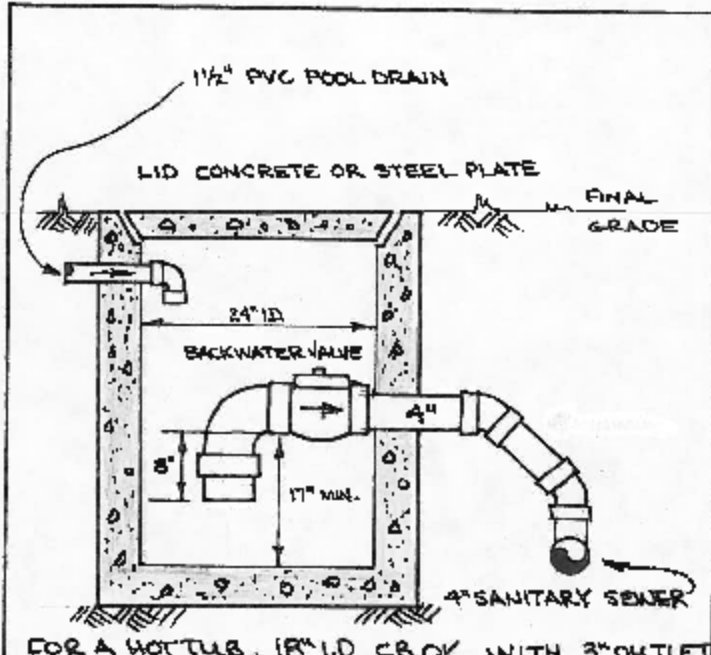 1½" PVC POOL DRAIN
LID CONCRETE OR STEEL PLATE
FINAL
GRADE
24" I.D.
BACKWATER VALVE
4"
8"
17" MIN.
4" SANITARY SEWER
FOR A HOT TUB, 18" I.D. CB OK WITH 3" OUTLET